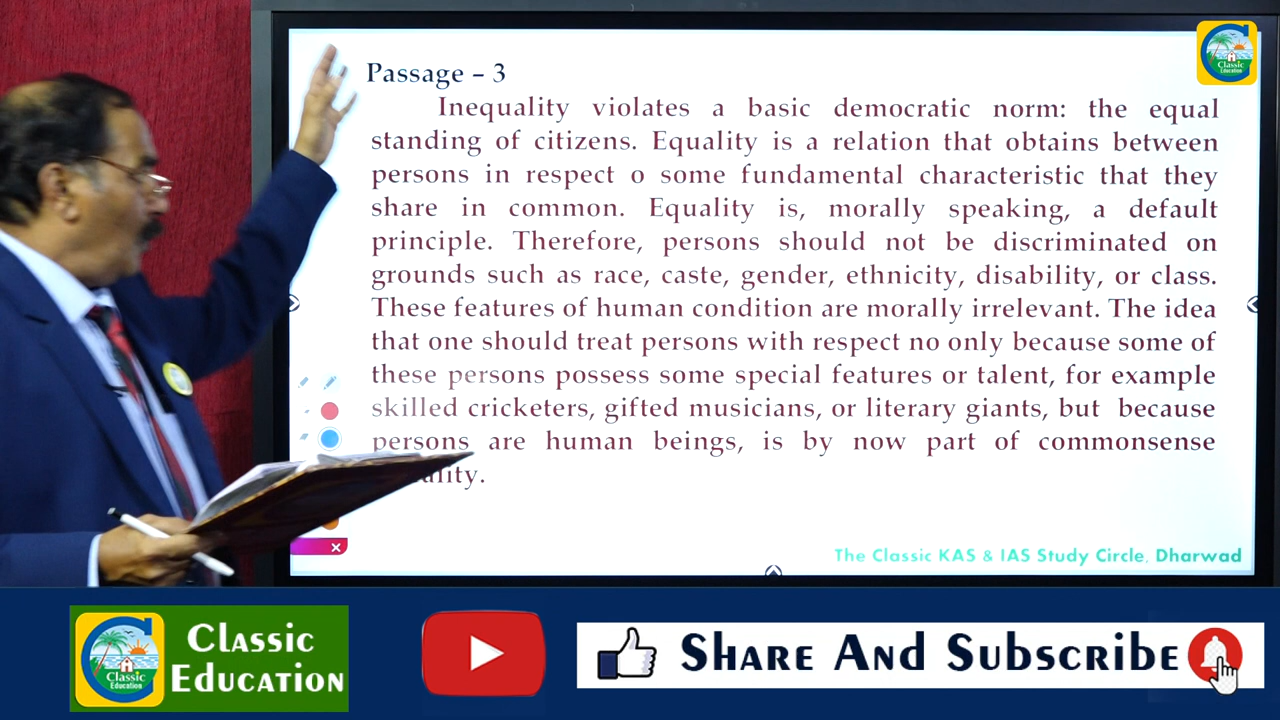 Passage – 3
Inequality violates a basic democratic norm: the equal
standing of citizens. Equality is a relation that obtains between
persons in respect o some fundamental characteristic that they
share in common. Equality is, morally speaking, a default
principle. Therefore, persons should not be discriminated on
grounds such as race, caste, gender, ethnicity, disability, or class.
These features of human condition are morally irrelevant. The idea
that one should treat persons with respect no only because some of
these persons possess some special features or talent, for example
skilled cricketers, gifted musicians, or literary giants, but because
persons are human beings, is by now part of commonsense
The Classic KAS & IAS Study Circle, Dharwad
Classic
Education
Classic
Education
Classic
Education
Share And Subscribe